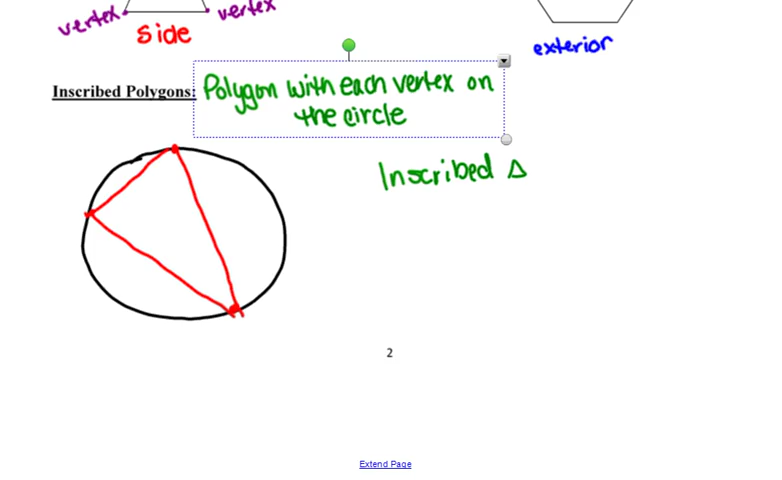 vertex
vertex
side
exterior
Inscribed Polygons: Polygon with each vertex on
the circle
Inscribed Δ
2
Extend Page